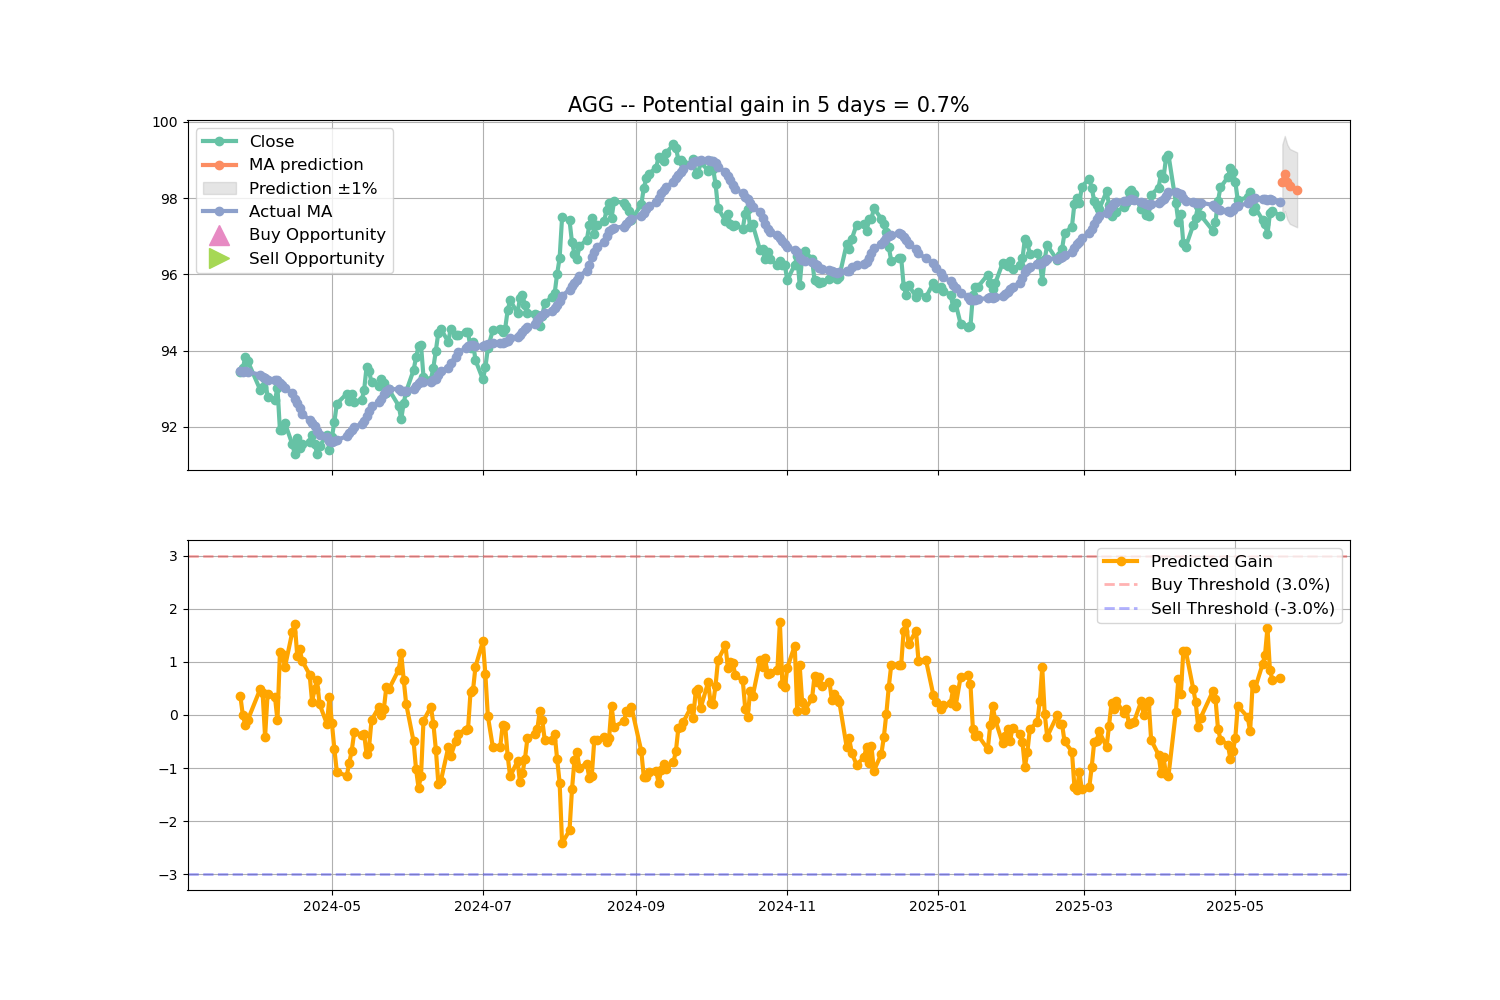 AGG -- Potential gain in 5 days = 0.7%
100
98
96
94
92
Close
MA prediction
Prediction ±1%
Actual MA
Buy Opportunity
Sell Opportunity
3
2
1
0
−1
−2
−3
Predicted Gain
Buy Threshold (3.0%)
Sell Threshold (-3.0%)
2024-05 2024-07 2024-09 2024-11 2025-01 2025-03 2025-05